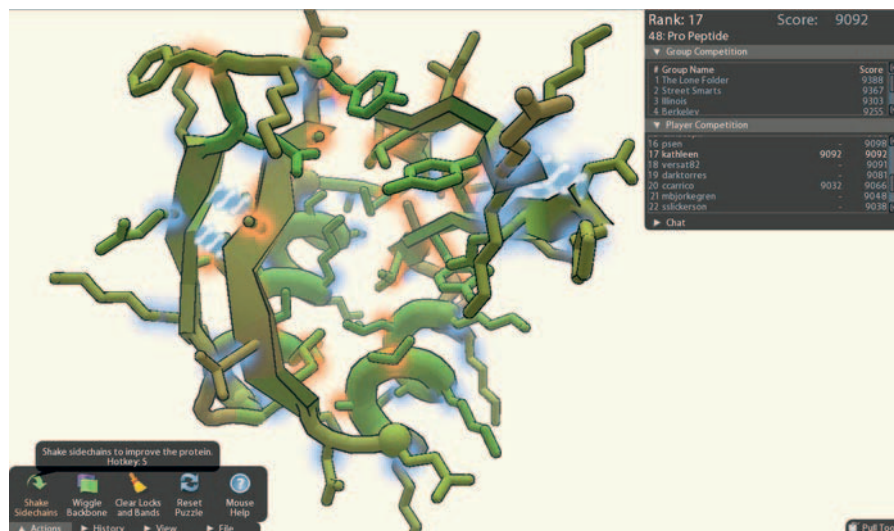 Rank: 17 Score: 9092
48: Pro Peptide
▼ Group Competition
# Group Name Score
1 The Lone Folder 9388
2 Street Smarts 9367
3 Illinois 9303
4 Berkeley 9255
▼ Player Competition
16 psen - 9098
17 kathleen 9092 9092
18 versat82 - 9091
19 darktorres - 9081
20 ccarrico 9032 9066
21 mbjorkegren - 9048
22 sslickerson - 9038
► Chat
Shake sidechains to improve the protein.
Hotkey: S
Shake Wiggle Clear Locks Reset Mouse
Sidechains Backbone and Bands Puzzle Help
▲ Actions ► History ► View ► File
Pull